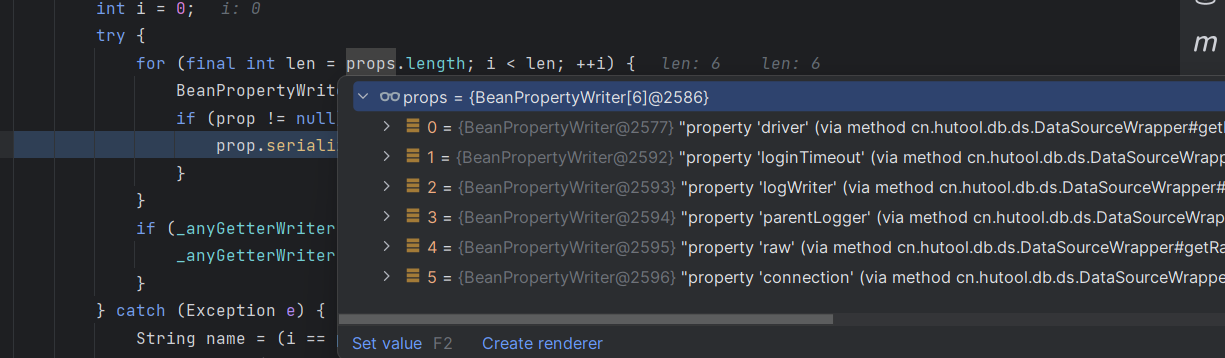 int i = 0;   i: 0
try {
for (final int len = props.length; i < len; ++i) {   len: 6   len: 6
BeanPropertyWrit
props = {BeanPropertyWriter[6]@2586}
if (prop != null
0 = {BeanPropertyWriter@2577} "property 'driver' (via method cn.hutool.db.ds.DataSourceWrapper#get
prop.seriali
1 = {BeanPropertyWriter@2592} "property 'loginTimeout' (via method cn.hutool.db.ds.DataSourceWrapp
}
2 = {BeanPropertyWriter@2593} "property 'logWriter' (via method cn.hutool.db.ds.DataSourceWrapper#
}
3 = {BeanPropertyWriter@2594} "property 'parentLogger' (via method cn.hutool.db.ds.DataSourceWrap
if (_anyGetterWriter
4 = {BeanPropertyWriter@2595} "property 'raw' (via method cn.hutool.db.ds.DataSourceWrapper#getRa
_anyGetterWriter
5 = {BeanPropertyWriter@2596} "property 'connection' (via method cn.hutool.db.ds.DataSourceWrappe
}
} catch (Exception e) {
String name = (i ==
Set value   F2   Create renderer
m